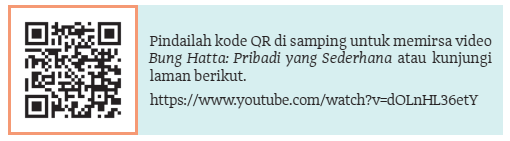 Pindailah kode QR di samping untuk memirsa video
Bung Hatta: Pribadi yang Sederhana atau kunjungi
laman berikut.
https://www.youtube.com/watch?v=dOLnHL36etY